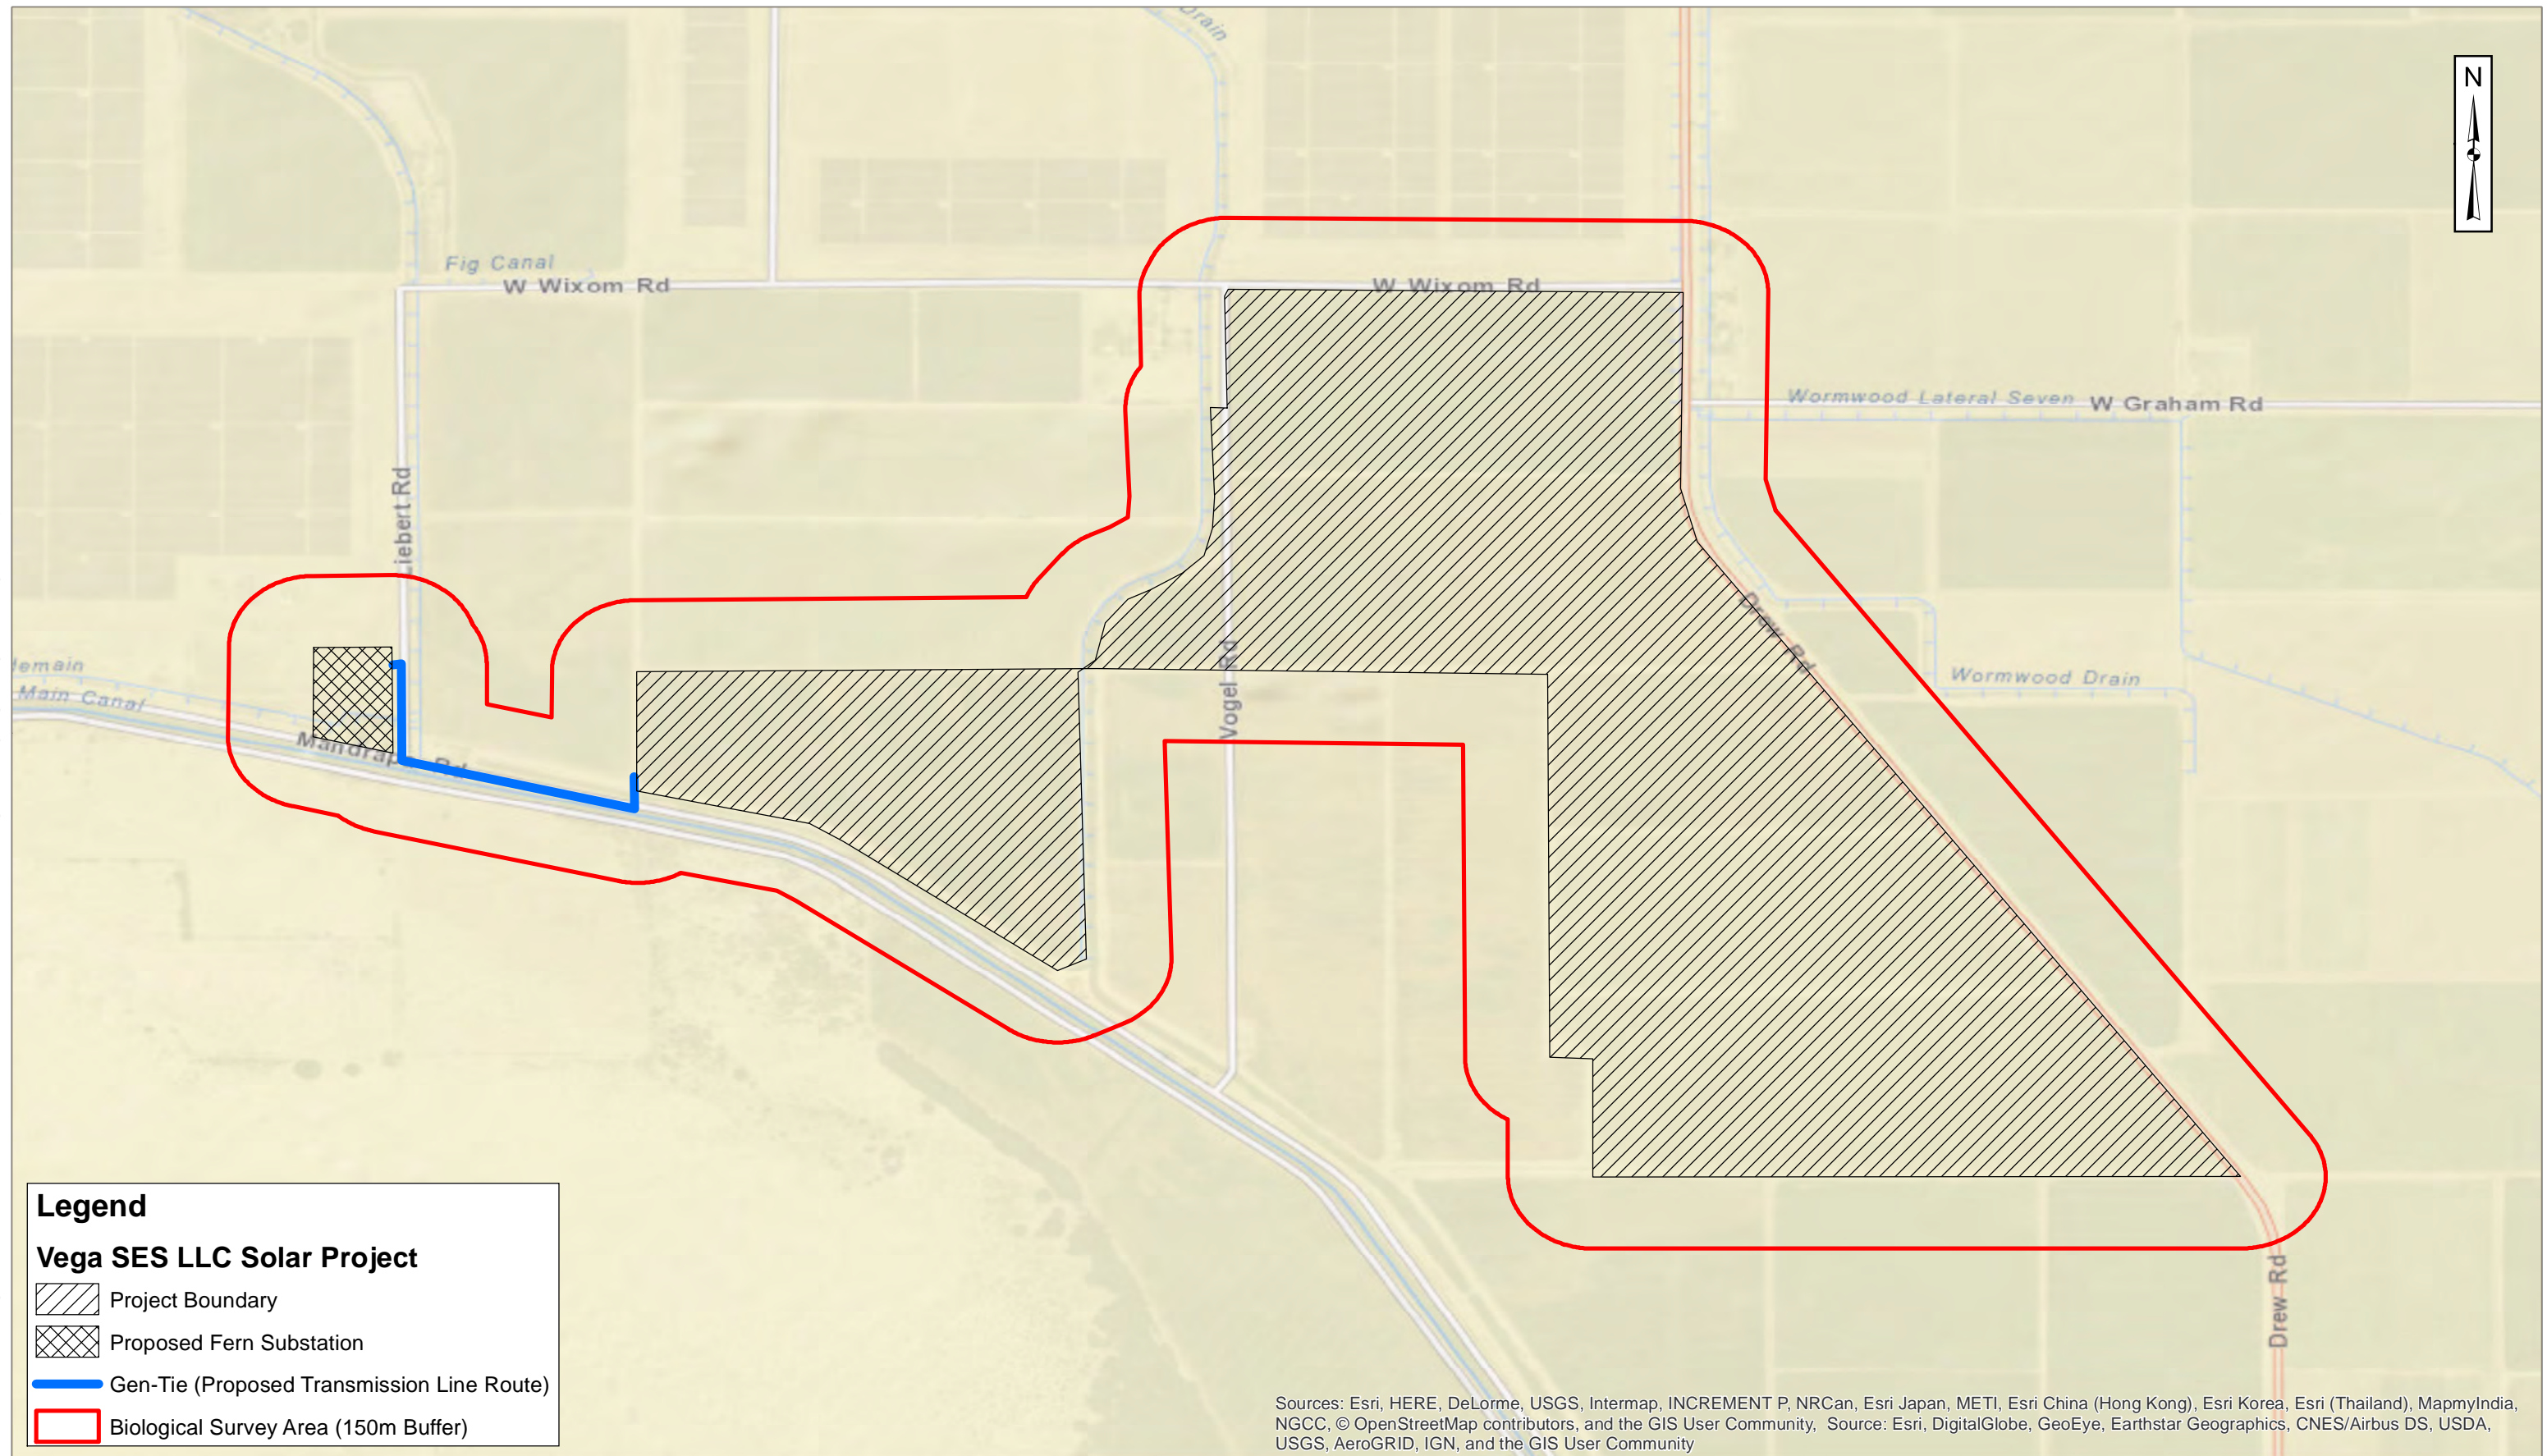 Drain
N
Fig Canal
W Wixom Rd
W Wixom Rd
Wormwood Lateral Seven
W Graham Rd
Liebert Rd
Drew Rd
Vogel Rd
Wormwood Drain
Main Canal
Mandrapa Rd
Drew Rd
Legend
Vega SES LLC Solar Project
Project Boundary
Proposed Fern Substation
Gen-Tie (Proposed Transmission Line Route)
Biological Survey Area (150m Buffer)
Sources: Esri, HERE, DeLorme, USGS, Intermap, INCREMENT P, NRCan, Esri Japan, METI, Esri China (Hong Kong), Esri Korea, Esri (Thailand), MapmyIndia,
NGCC, © OpenStreetMap contributors, and the GIS User Community, Source: Esri, DigitalGlobe, GeoEye, Earthstar Geographics, CNES/Airbus DS, USDA,
USGS, AeroGRID, IGN, and the GIS User Community